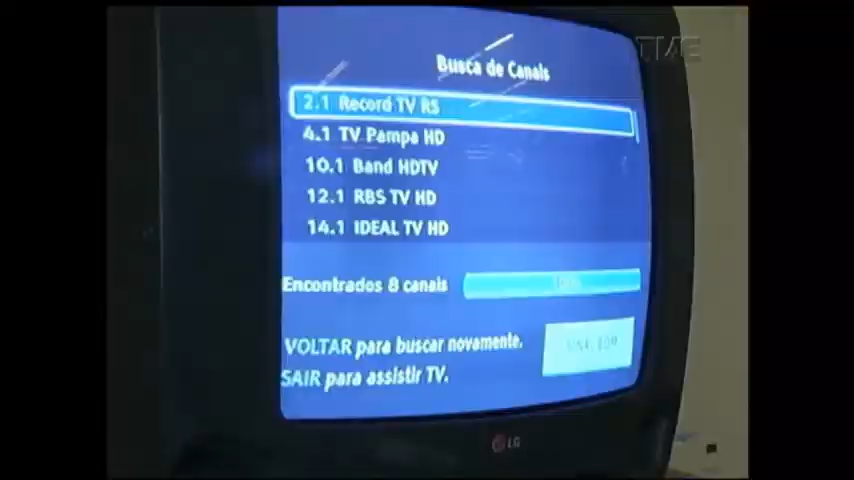 TIME
Busca de Canais
2.1 Record TV RS
4.1 TV Pampa HD
10.1 Band HDTV
12.1 RBS TV HD
14.1 IDEAL TV HD
Encontrados 8 canais
VOLTAR para buscar novamente.
SAIR para assistir TV.
LG